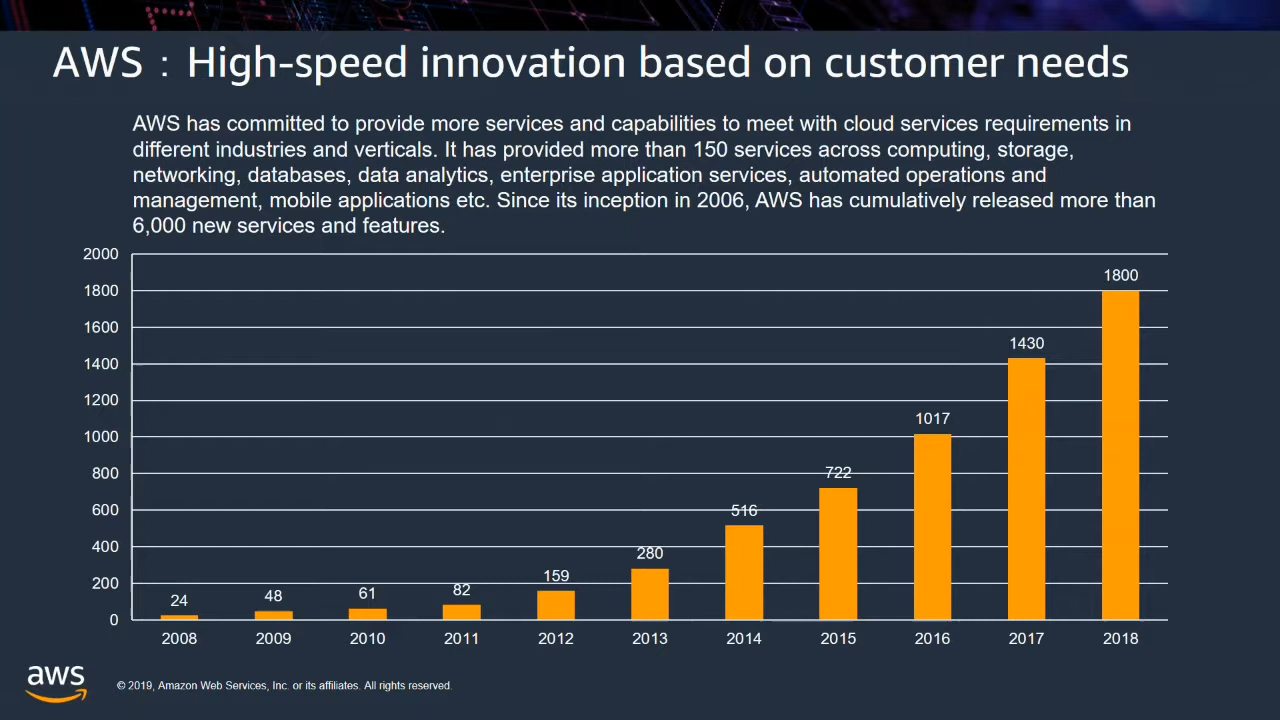 AWS：High-speed innovation based on customer needs
AWS has committed to provide more services and capabilities to meet with cloud services requirements in
different industries and verticals. It has provided more than 150 services across computing, storage,
networking, databases, data analytics, enterprise application services, automated operations and
management, mobile applications etc. Since its inception in 2006, AWS has cumulatively released more than
6,000 new services and features.
2000
1800
1600
1400
1200
1000
800
600
400
200
0
24
48
61
82
159
280
516
722
1017
1430
1800
2008 2009 2010 2011 2012 2013 2014 2015 2016 2017 2018
aws
© 2019, Amazon Web Services, Inc. or its affiliates. All rights reserved.